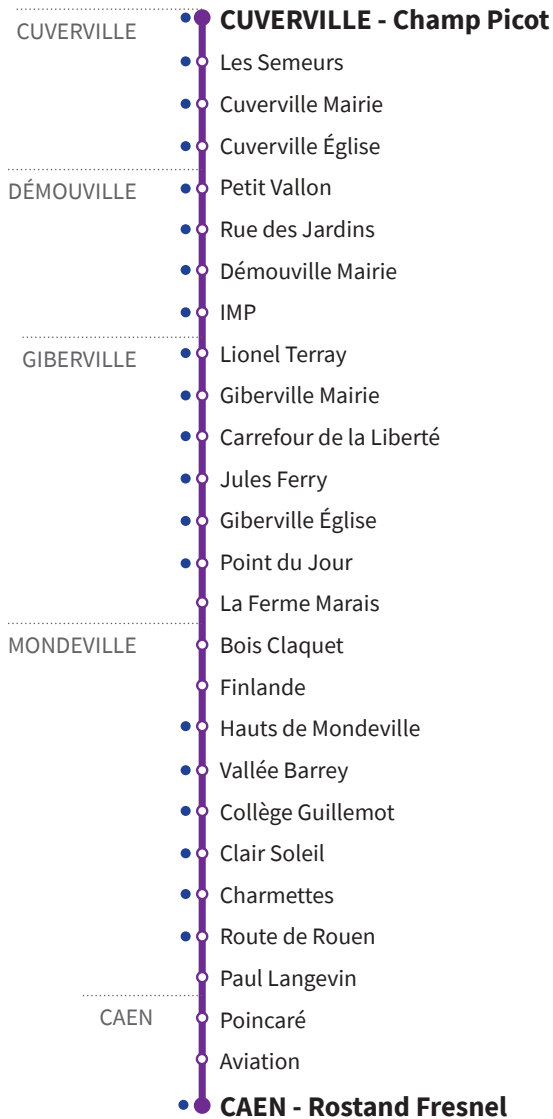 CUVERVILLE
CUVERVILLE - Champ Picot
Les Semeurs
Cuverville Mairie
Cuverville Église
DÉMOUVILLE
Petit Vallon
Rue des Jardins
Démouville Mairie
IMP
GIBERVILLE
Lionel Terray
Giberville Mairie
Carrefour de la Liberté
Jules Ferry
Giberville Église
Point du Jour
La Ferme Marais
MONDEVILLE
Bois Claquet
Finlande
Hauts de Mondeville
Vallée Barrey
Collège Guillemot
Clair Soleil
Charmettes
Route de Rouen
Paul Langevin
CAEN
Poincaré
Aviation
CAEN - Rostand Fresnel